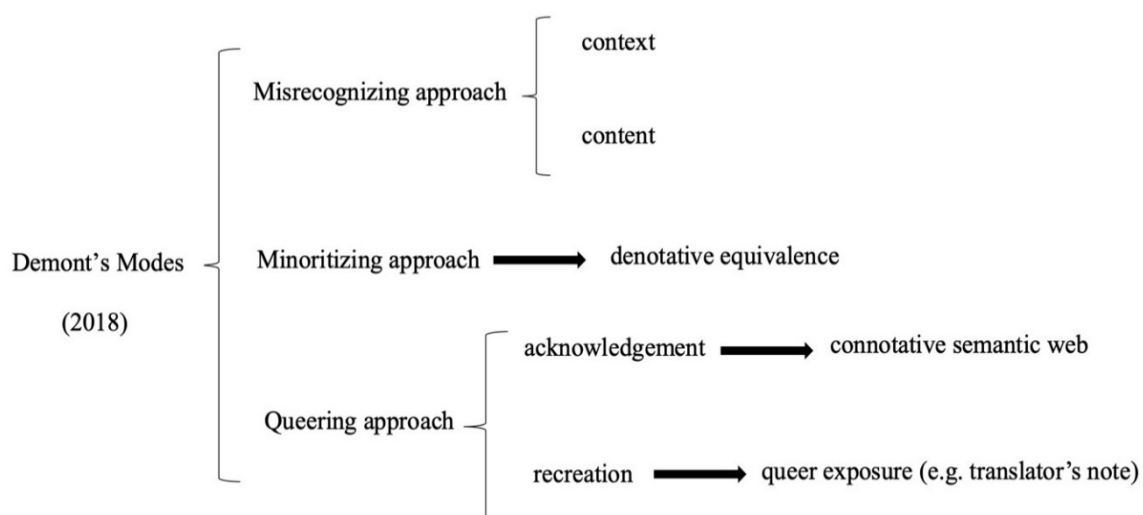 Demont’s Modes
(2018)
Misrecognizing approach
context
content
Minoritizing approach
denotative equivalence
Queering approach
acknowledgement
connotative semantic web
recreation
queer exposure (e.g. translator’s note)